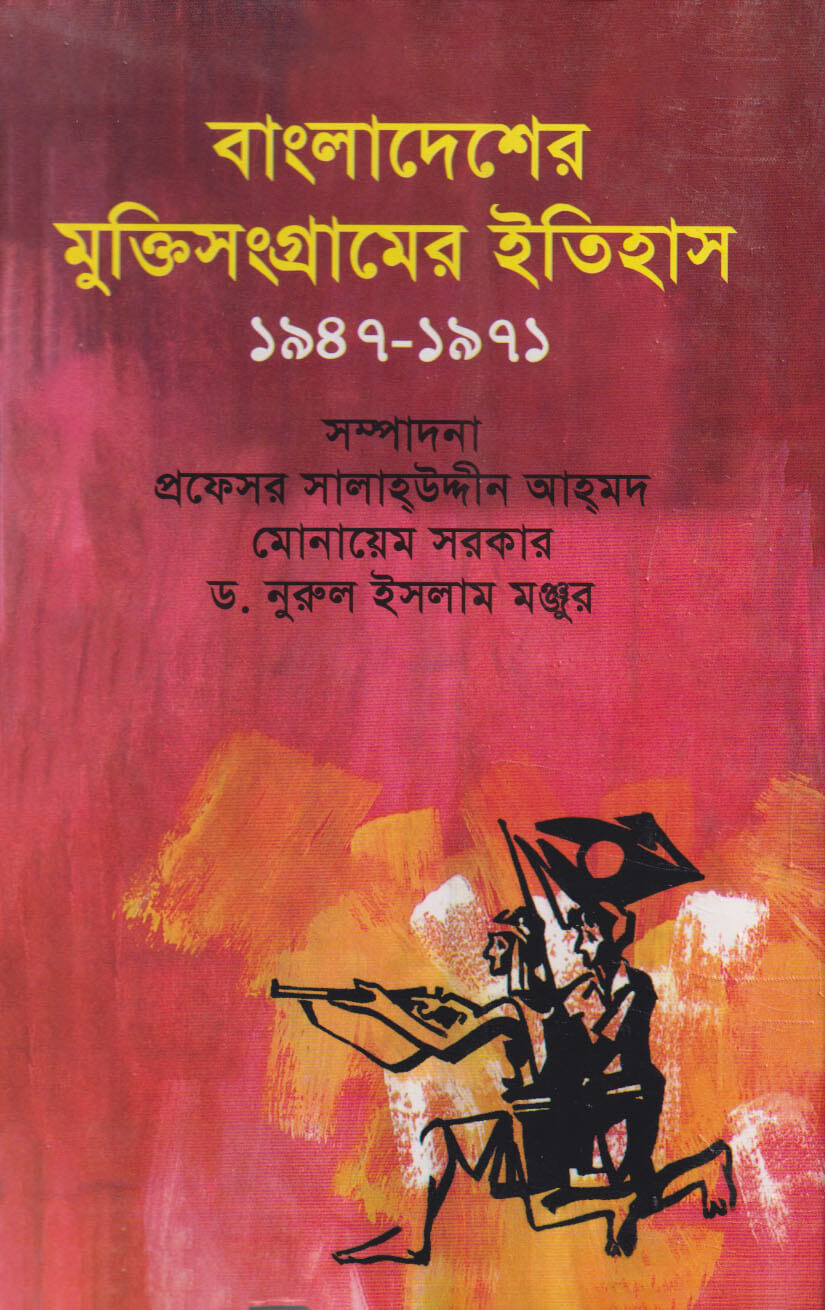 বাংলাদেশের
মুক্তিসংগ্রামের ইতিহাস
১৯৪৭-১৯৭১
সম্পাদনা
প্রফেসর সালাহ্‌উদ্দীন আহ্‌মদ
মোনায়েম সরকার
ড. নুরুল ইসলাম মঞ্জুর